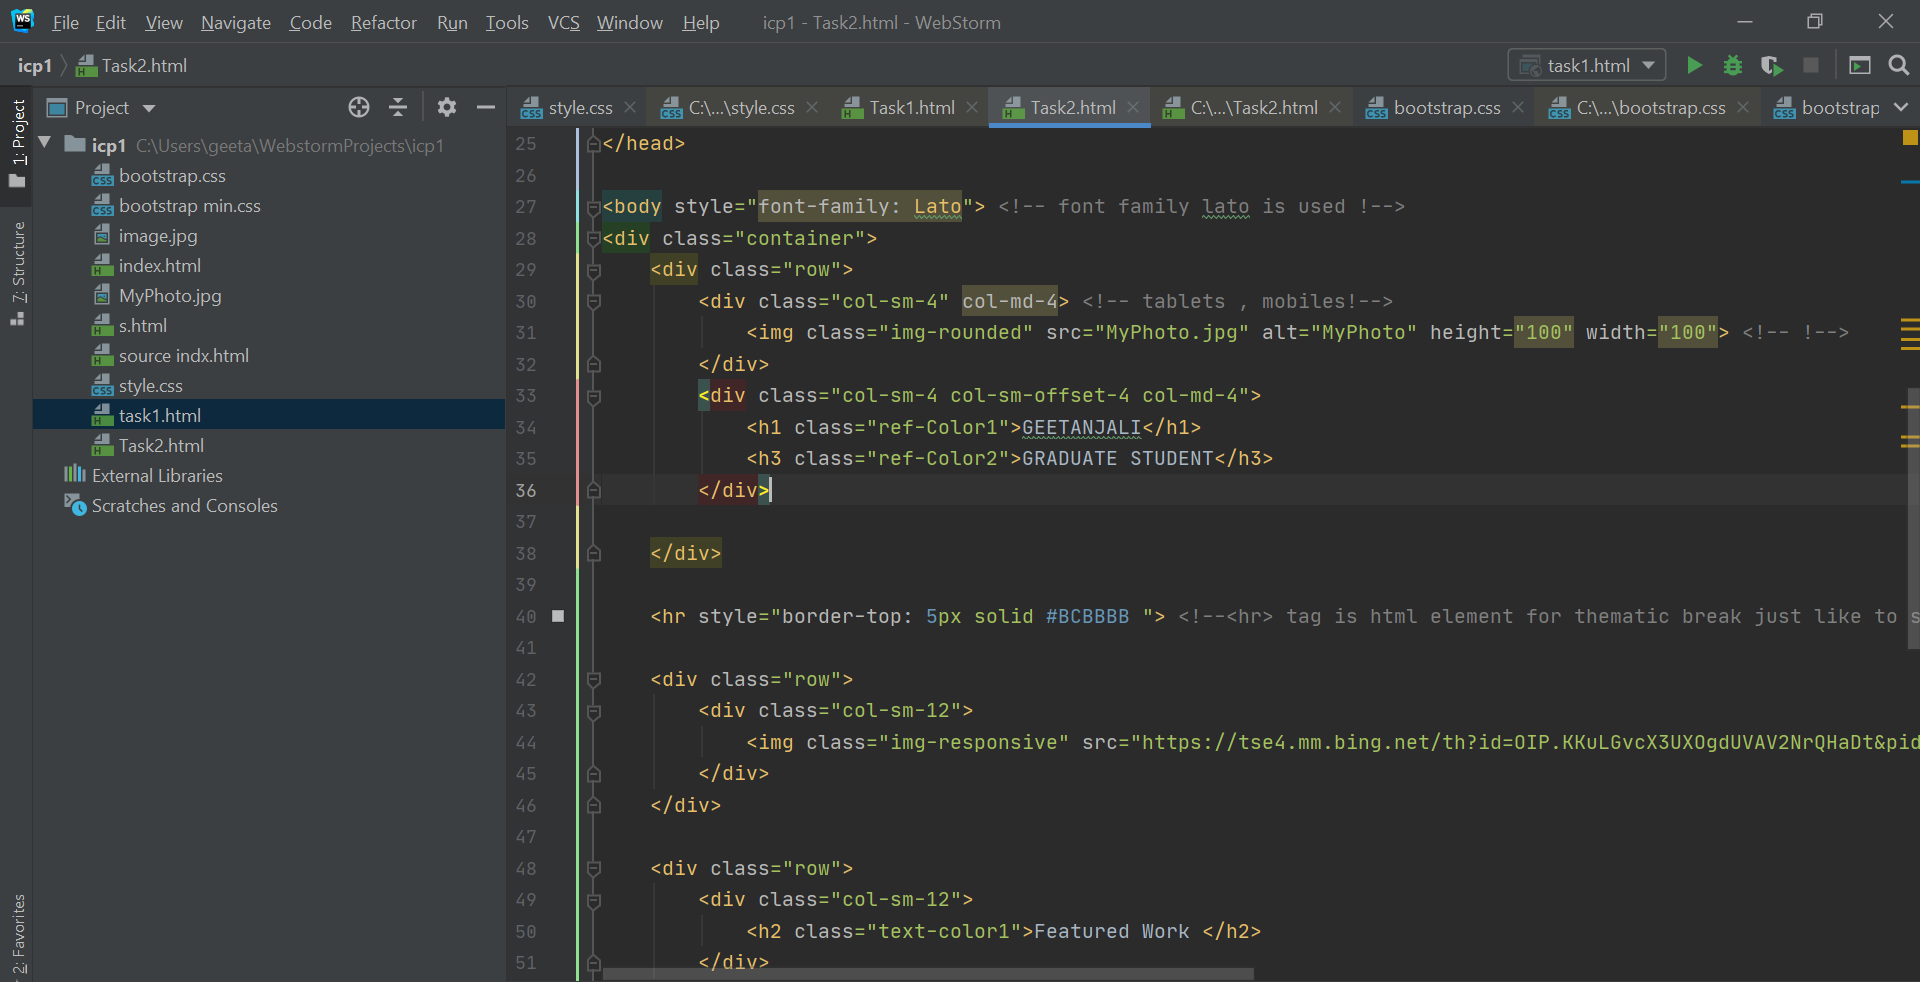 File Edit View Navigate Code Refactor Run Tools VCS Window Help icp1 - Task2.html - WebStorm
icp1 Task2.html task1.html
Project
style.css C:\...\style.css Task1.html Task2.html C:\...\Task2.html bootstrap.css C:\...\bootstrap.css bootstrap
1: Project
7: Structure
2: Favorites
icp1 C:\Users\geeta\WebstormProjects\icp1
bootstrap.css
bootstrap min.css
image.jpg
index.html
MyPhoto.jpg
s.html
source indx.html
style.css
task1.html
Task2.html
External Libraries
Scratches and Consoles
25 </head>
26
27 <body style="font-family: Lato"> <!-- font family lato is used !-->
28 <div class="container">
29 <div class="row">
30 <div class="col-sm-4" col-md-4> <!-- tablets , mobiles!-->
31 <img class="img-rounded" src="MyPhoto.jpg" alt="MyPhoto" height="100" width="100"> <!-- !-->
32 </div>
33 <div class="col-sm-4 col-sm-offset-4 col-md-4">
34 <h1 class="ref-Color1">GEETANJALI</h1>
35 <h3 class="ref-Color2">GRADUATE STUDENT</h3>
36 </div>
37
38 </div>
39
40 <hr style="border-top: 5px solid #BCBBBB "> <!--<hr> tag is html element for thematic break just like to s
41
42 <div class="row">
43 <div class="col-sm-12">
44 <img class="img-responsive" src="https://tse4.mm.bing.net/th?id=OIP.KKuLGvcX3UXOgdUVAV2NrQHaDt&pid
45 </div>
46 </div>
47
48 <div class="row">
49 <div class="col-sm-12">
50 <h2 class="text-color1">Featured Work </h2>
51 </div>